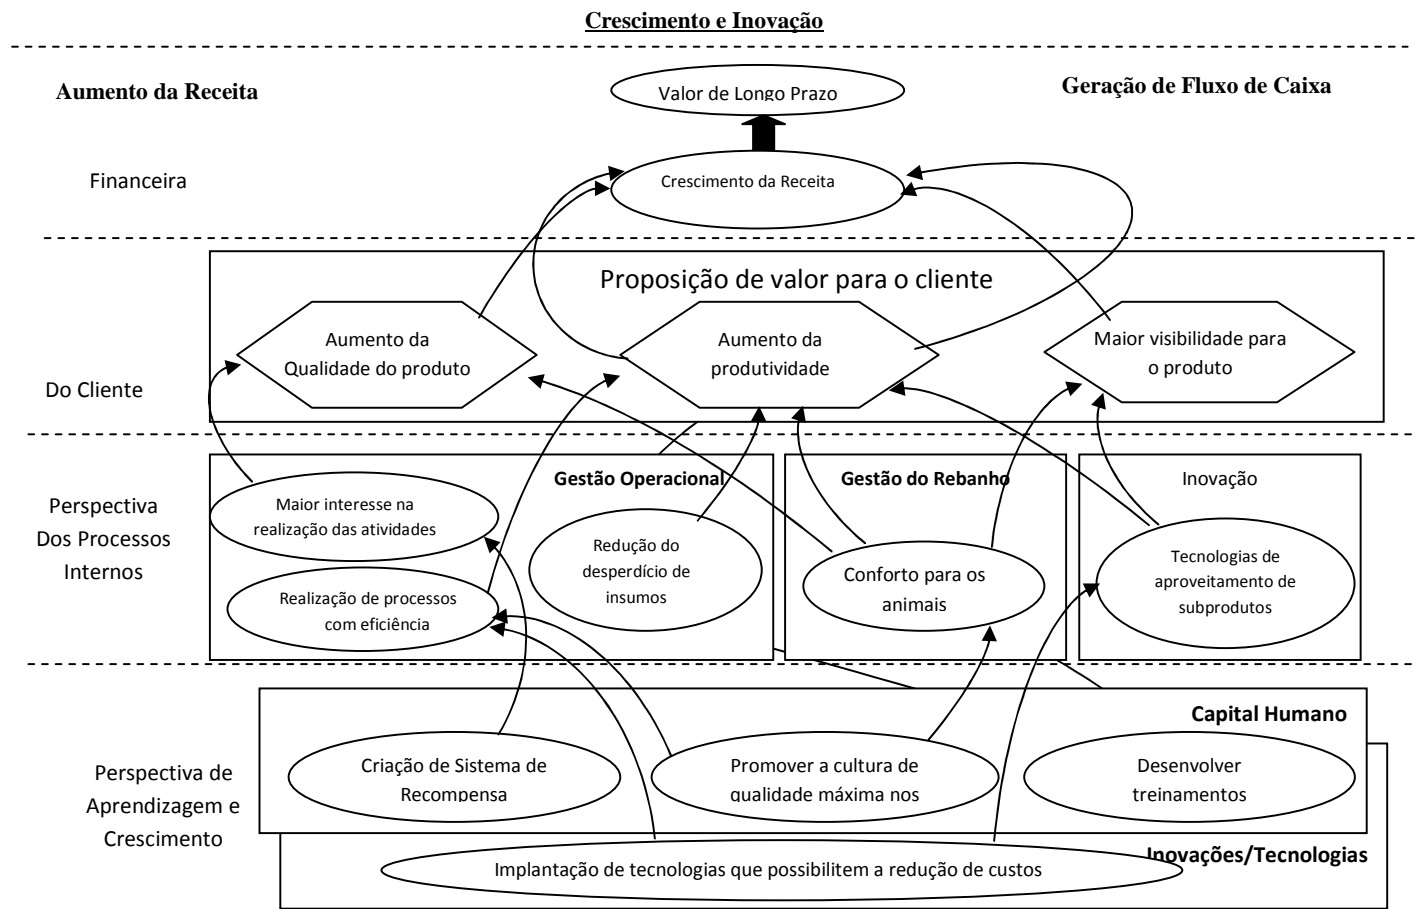 Crescimento e Inovação
Aumento da Receita
Valor de Longo Prazo
Geração de Fluxo de Caixa
Financeira
Crescimento da Receita
Proposição de valor para o cliente
Do Cliente
Aumento da
Qualidade do produto
Aumento da
produtividade
Maior visibilidade para
o produto
Perspectiva
Dos Processos
Internos
Gestão Operacional
Maior interesse na
realização das atividades
Realização de processos
com eficiência
Redução do
desperdício de
insumos
Gestão do Rebanho
Conforto para os
animais
Inovação
Tecnologias de
aproveitamento de
subprodutos
Perspectiva de
Aprendizagem e
Crescimento
Capital Humano
Criação de Sistema de
Recompensa
Promover a cultura de
qualidade máxima nos
Desenvolver
treinamentos
Inovações/Tecnologias
Implantação de tecnologias que possibilitem a redução de custos